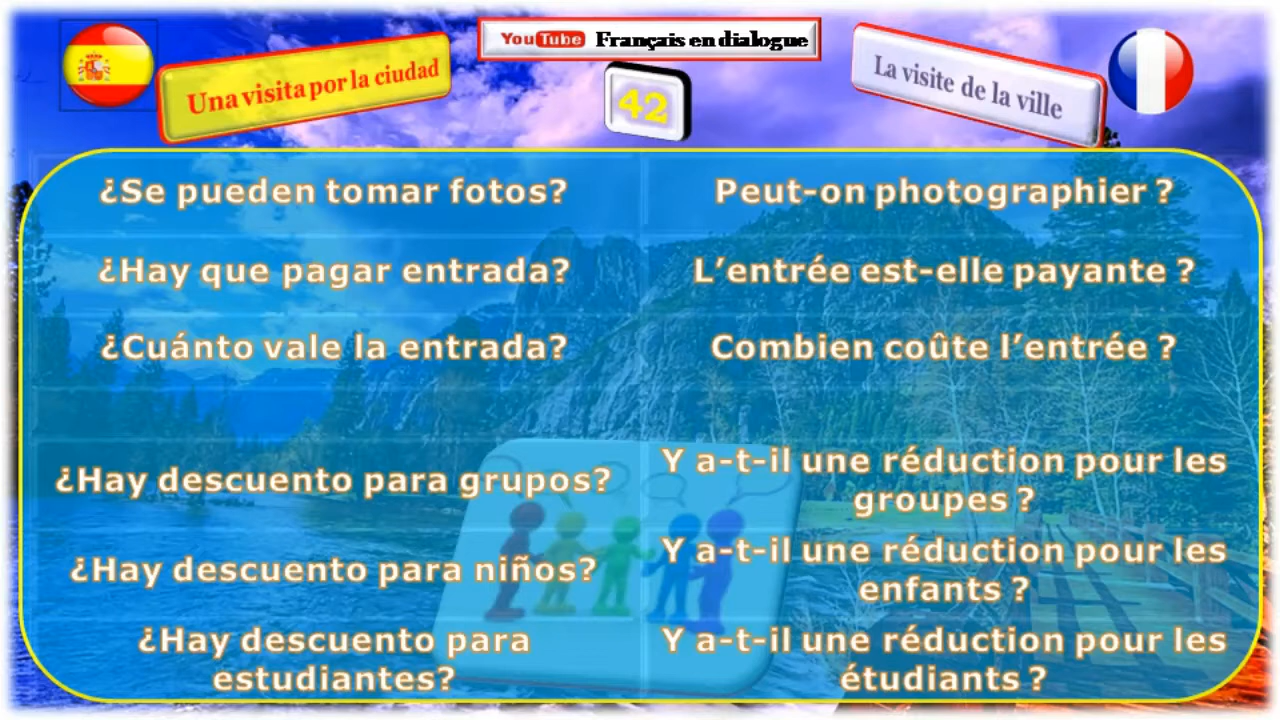 YouTube Français en dialogue
Una visita por la ciudad
42
La visite de la ville
¿Se pueden tomar fotos?
Peut-on photographier ?
¿Hay que pagar entrada?
L’entrée est-elle payante ?
¿Cuánto vale la entrada?
Combien coûte l’entrée ?
¿Hay descuento para grupos?
Y a-t-il une réduction pour les
groupes ?
¿Hay descuento para niños?
Y a-t-il une réduction pour les
enfants ?
¿Hay descuento para
estudiantes?
Y a-t-il une réduction pour les
étudiants ?